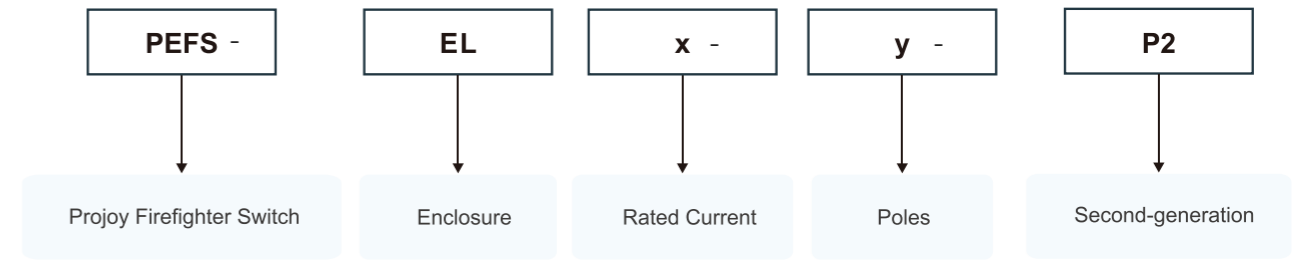 PEFS - EL x - y - P2
Projoy Firefighter Switch Enclosure Rated Current Poles Second-generation